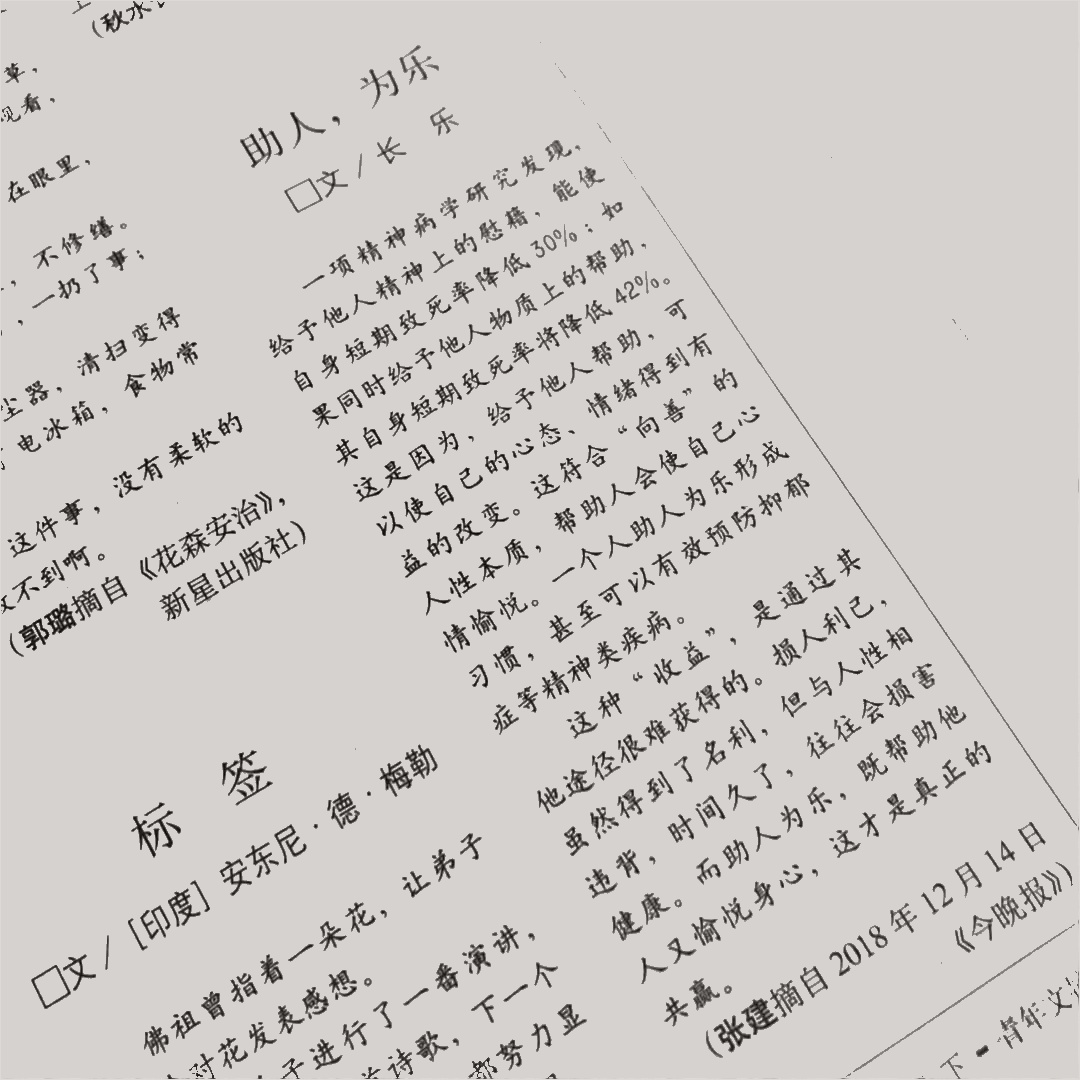 （秋水
草，
观看，
在眼里，
，不修缮。
，一扔了事；
尘器，清扫变得
电冰箱，食物常
这件事，没有柔软的
不到啊。
（郭璐摘自《花森安治》，
新星出版社）
标 签
□文／［印度］安东尼·德·梅勒
佛祖曾指着一朵花，让弟子
对花发表感想。
子进行了一番演讲，
首诗歌，下一个
都努力显
助人，为乐
□文／长 乐
一项精神病学研究发现，
给予他人精神上的慰藉，能使
自身短期致死率降低30%；如
果同时给予他人物质上的帮助，
其自身短期致死率将降低42%。
这是因为，给予他人帮助，可
以使自己的心态、情绪得到有
益的改变。这符合“向善”的
人性本质，帮助人会使自己心
情愉悦。一个人助人为乐形成
习惯，甚至可以有效预防抑郁
症等精神类疾病。
这种“收益”，是通过其
他途径很难获得的。损人利己，
虽然得到了名利，但与人性相
违背，时间久了，往往会损害
健康。而助人为乐，既帮助他
人又愉悦身心，这才是真正的
共赢。
（张建摘自2018年12月14日
《今晚报》）
下-青年文